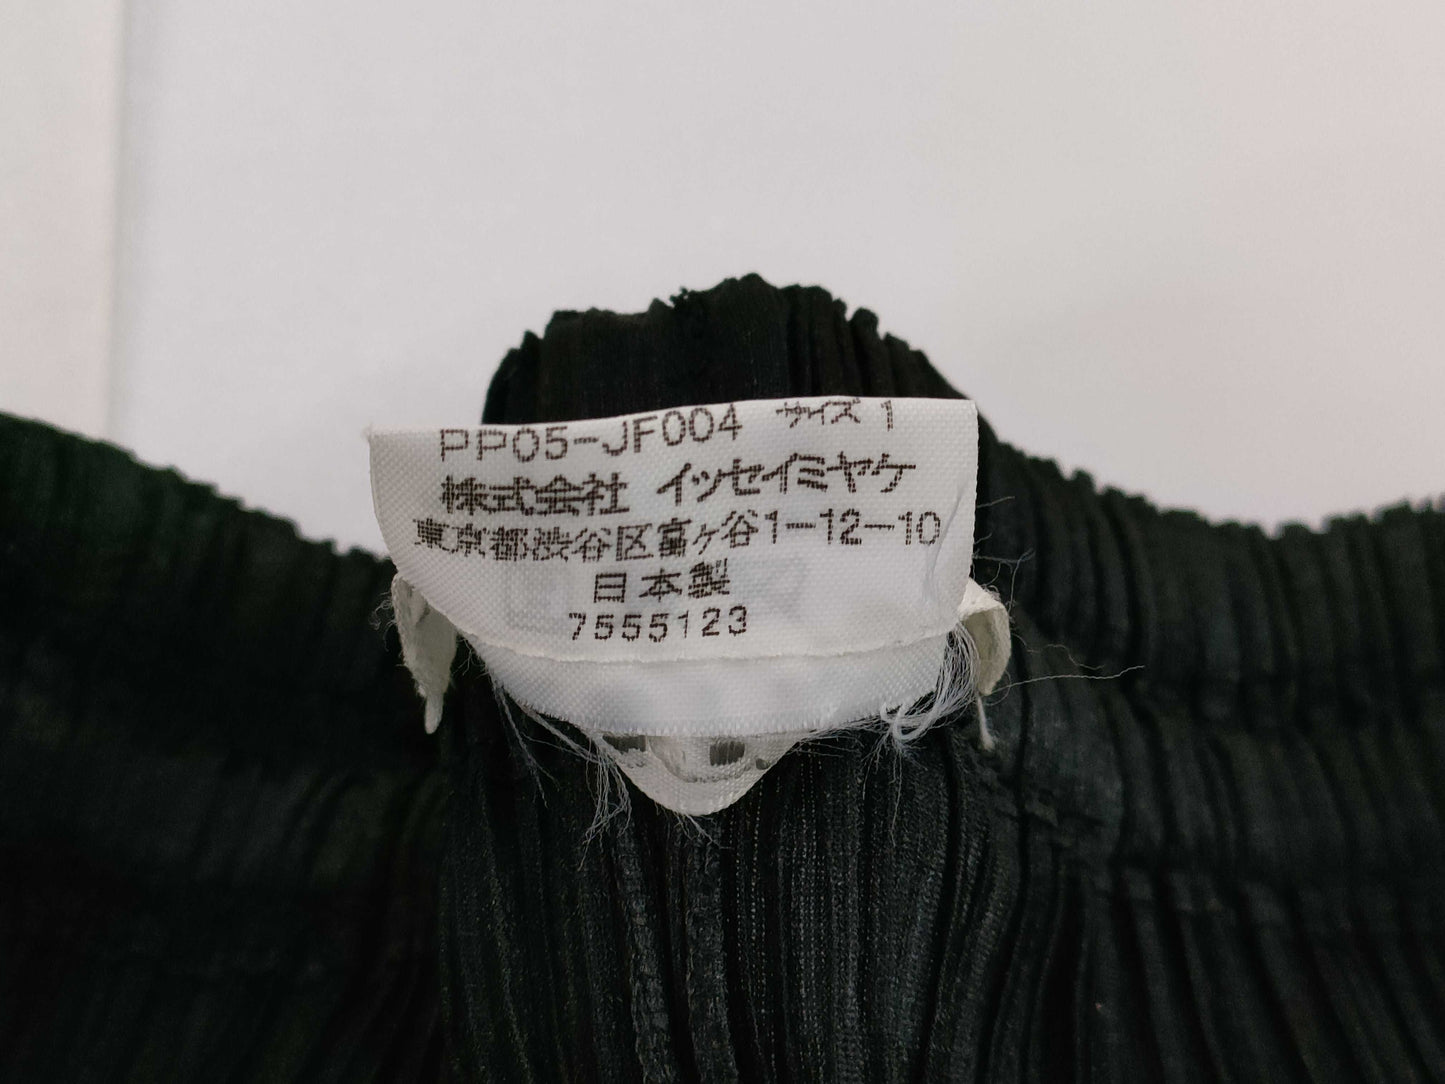 PP05-JF004 サイズ 1
株式会社 イッセイミヤケ
東京都渋谷区富ヶ谷1-12-10
日本製
7555123